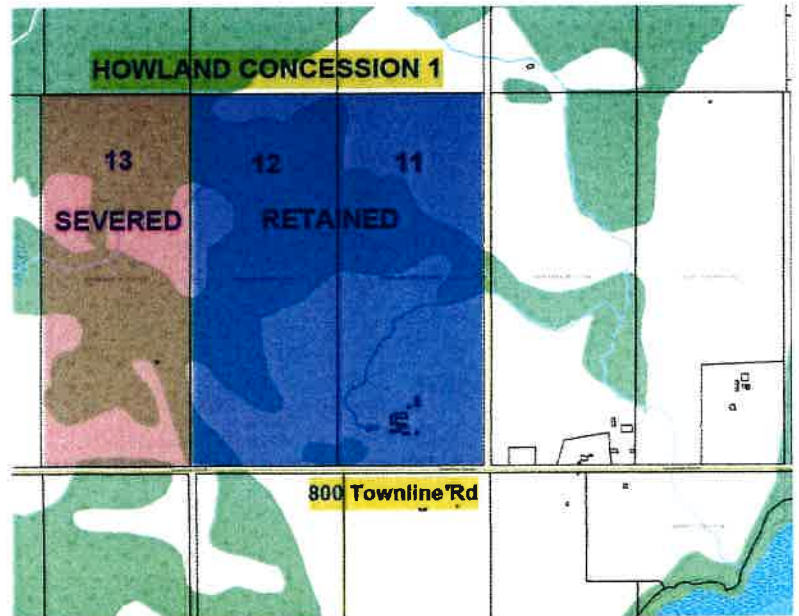 HOWLAND CONCESSION 1
13
12
11
SEVERED
RETAINED
800 Townline Rd